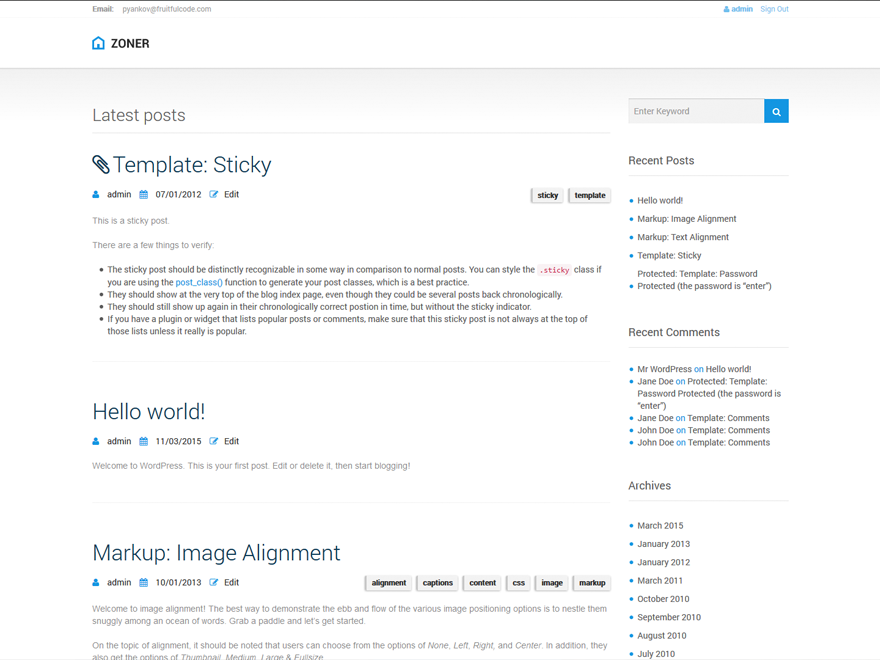 Email: pyankov@fruitfulcode.com
admin Sign Out
ZONER
Latest posts
Template: Sticky
admin 07/01/2012 Edit
sticky template
This is a sticky post.
There are a few things to verify:
The sticky post should be distinctly recognizable in some way in comparison to normal posts. You can style the .sticky class if
you are using the post_class() function to generate your post classes, which is a best practice.
They should show at the very top of the blog index page, even though they could be several posts back chronologically.
They should still show up again in their chronologically correct postion in time, but without the sticky indicator.
If you have a plugin or widget that lists popular posts or comments, make sure that this sticky post is not always at the top of
those lists unless it really is popular.
Hello world!
admin 11/03/2015 Edit
Welcome to WordPress. This is your first post. Edit or delete it, then start blogging!
Markup: Image Alignment
admin 10/01/2013 Edit
alignment captions content css image markup
Welcome to image alignment! The best way to demonstrate the ebb and flow of the various image positioning options is to nestle them
snuggly among an ocean of words. Grab a paddle and let's get started.
On the topic of alignment, it should be noted that users can choose from the options of None, Left, Right, and Center. In addition, they
also get the options of Thumbnail, Medium, Large & Fullsize.
Enter Keyword
Recent Posts
Hello world!
Markup: Image Alignment
Markup: Text Alignment
Template: Sticky
Protected: Template: Password
Protected (the password is “enter”)
Recent Comments
Mr WordPress on Hello world!
Jane Doe on Protected: Template:
Password Protected (the password is
“enter”)
Jane Doe on Template: Comments
John Doe on Template: Comments
John Doe on Template: Comments
Archives
March 2015
January 2013
January 2012
March 2011
October 2010
September 2010
August 2010
July 2010